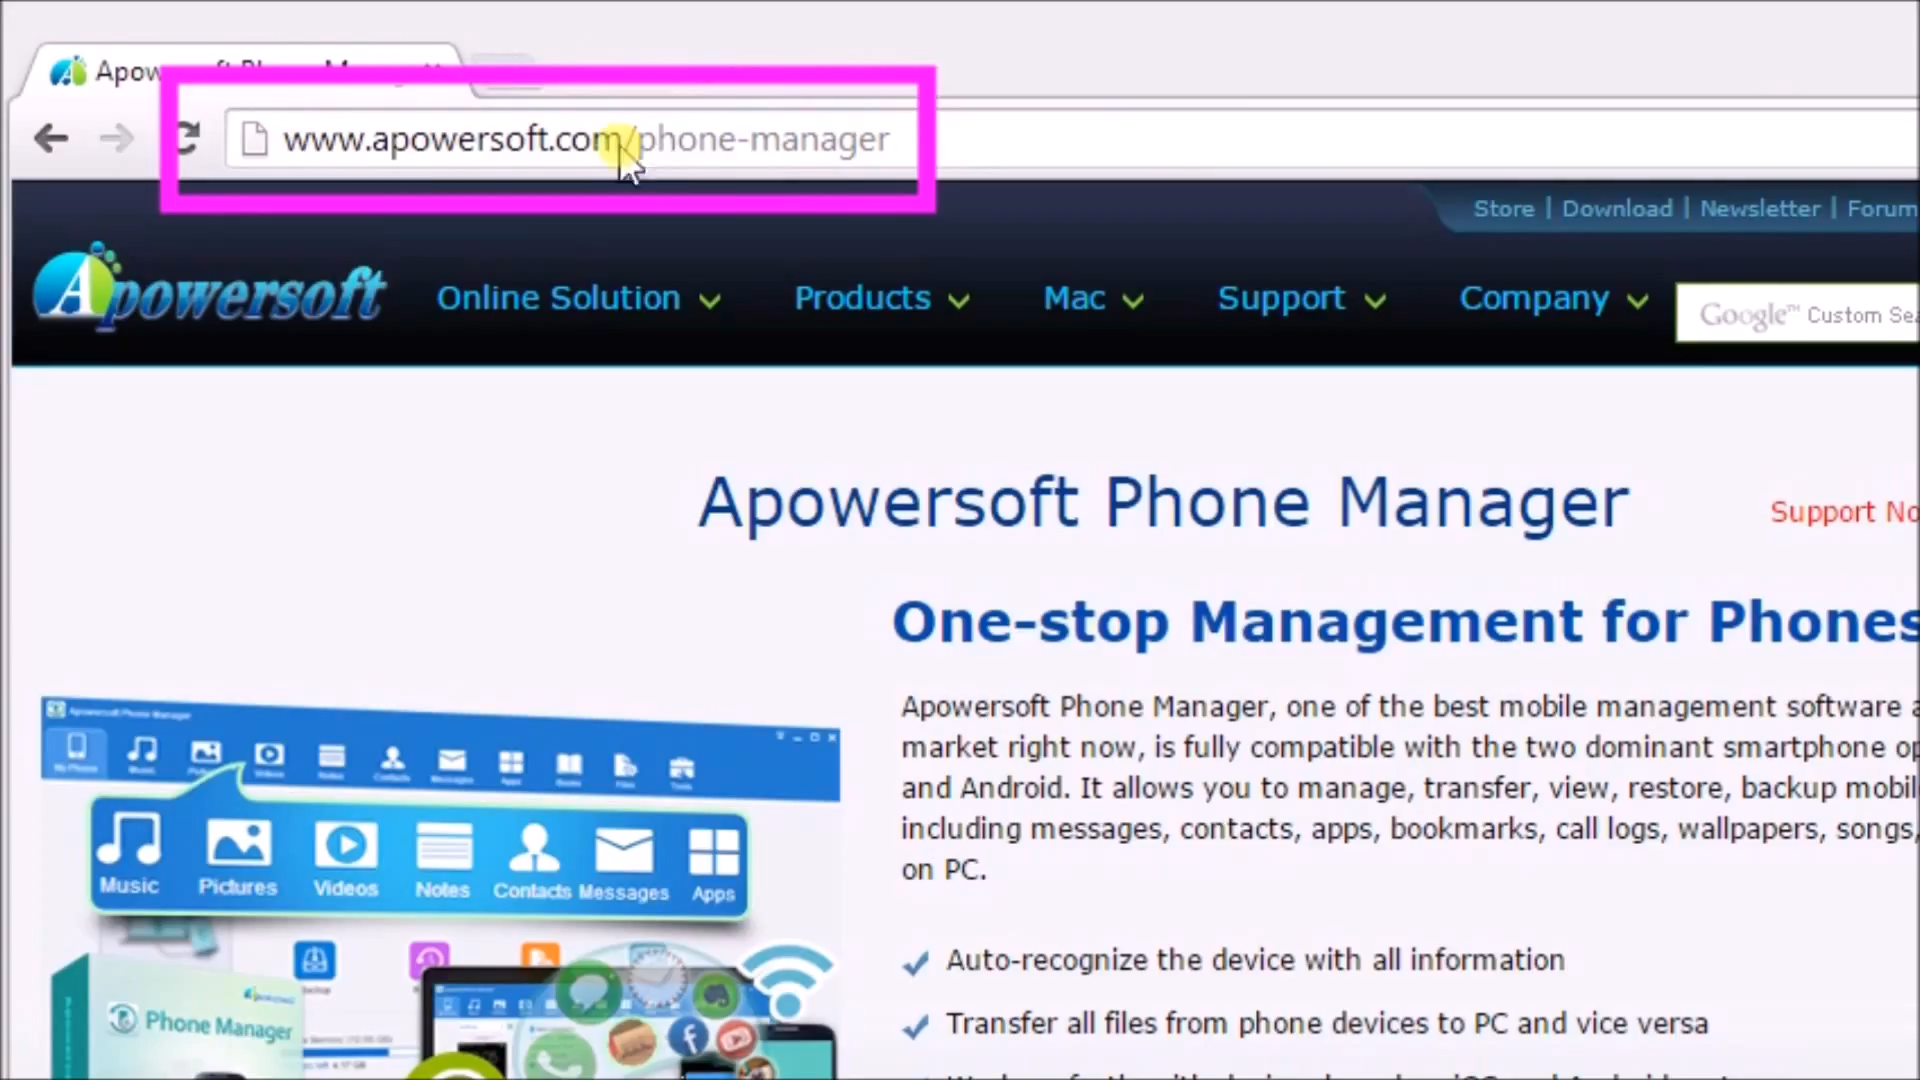 www.apowersoft.com/phone-manager
Store | Download | Newsletter | Forum
Apowersoft
Online Solution
Products
Mac
Support
Company
Google™ Custom
Apowersoft Phone Manager
Support
One-stop Management for Phones
Apowersoft Phone Manager, one of the best mobile management software
market right now, is fully compatible with the two dominant smartphone
and Android. It allows you to manage, transfer, view, restore, backup
including messages, contacts, apps, bookmarks, call logs, wallpapers, songs,
on PC.
Apowersoft Phone Manager
Music
Pictures
Videos
Notes
Contacts
Messages
Apps
Phone Manager
Auto-recognize the device with all information
Transfer all files from phone devices to PC and vice versa